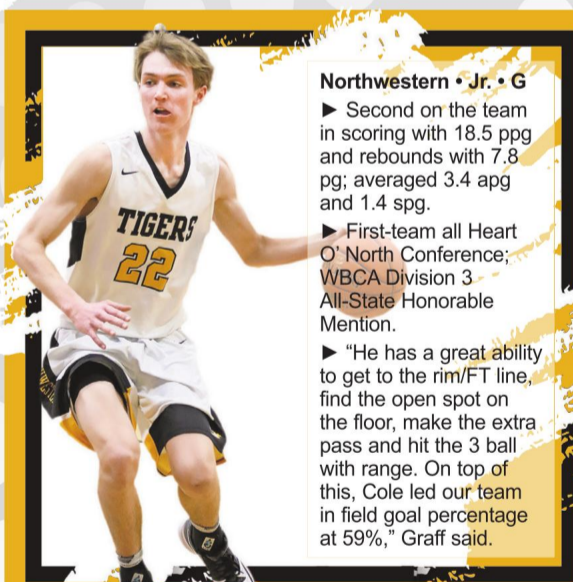 TIGERS
22
Northwestern • Jr. • G
► Second on the team
in scoring with 18.5 ppg
and rebounds with 7.8
pg; averaged 3.4 apg
and 1.4 spg.
► First-team all Heart
O’ North Conference;
WBCA Division 3
All-State Honorable
Mention.
► “He has a great ability
to get to the rim/FT line,
find the open spot on
the floor, make the extra
pass and hit the 3 ball
with range. On top of
this, Cole led our team
in field goal percentage
at 59%,” Graff said.